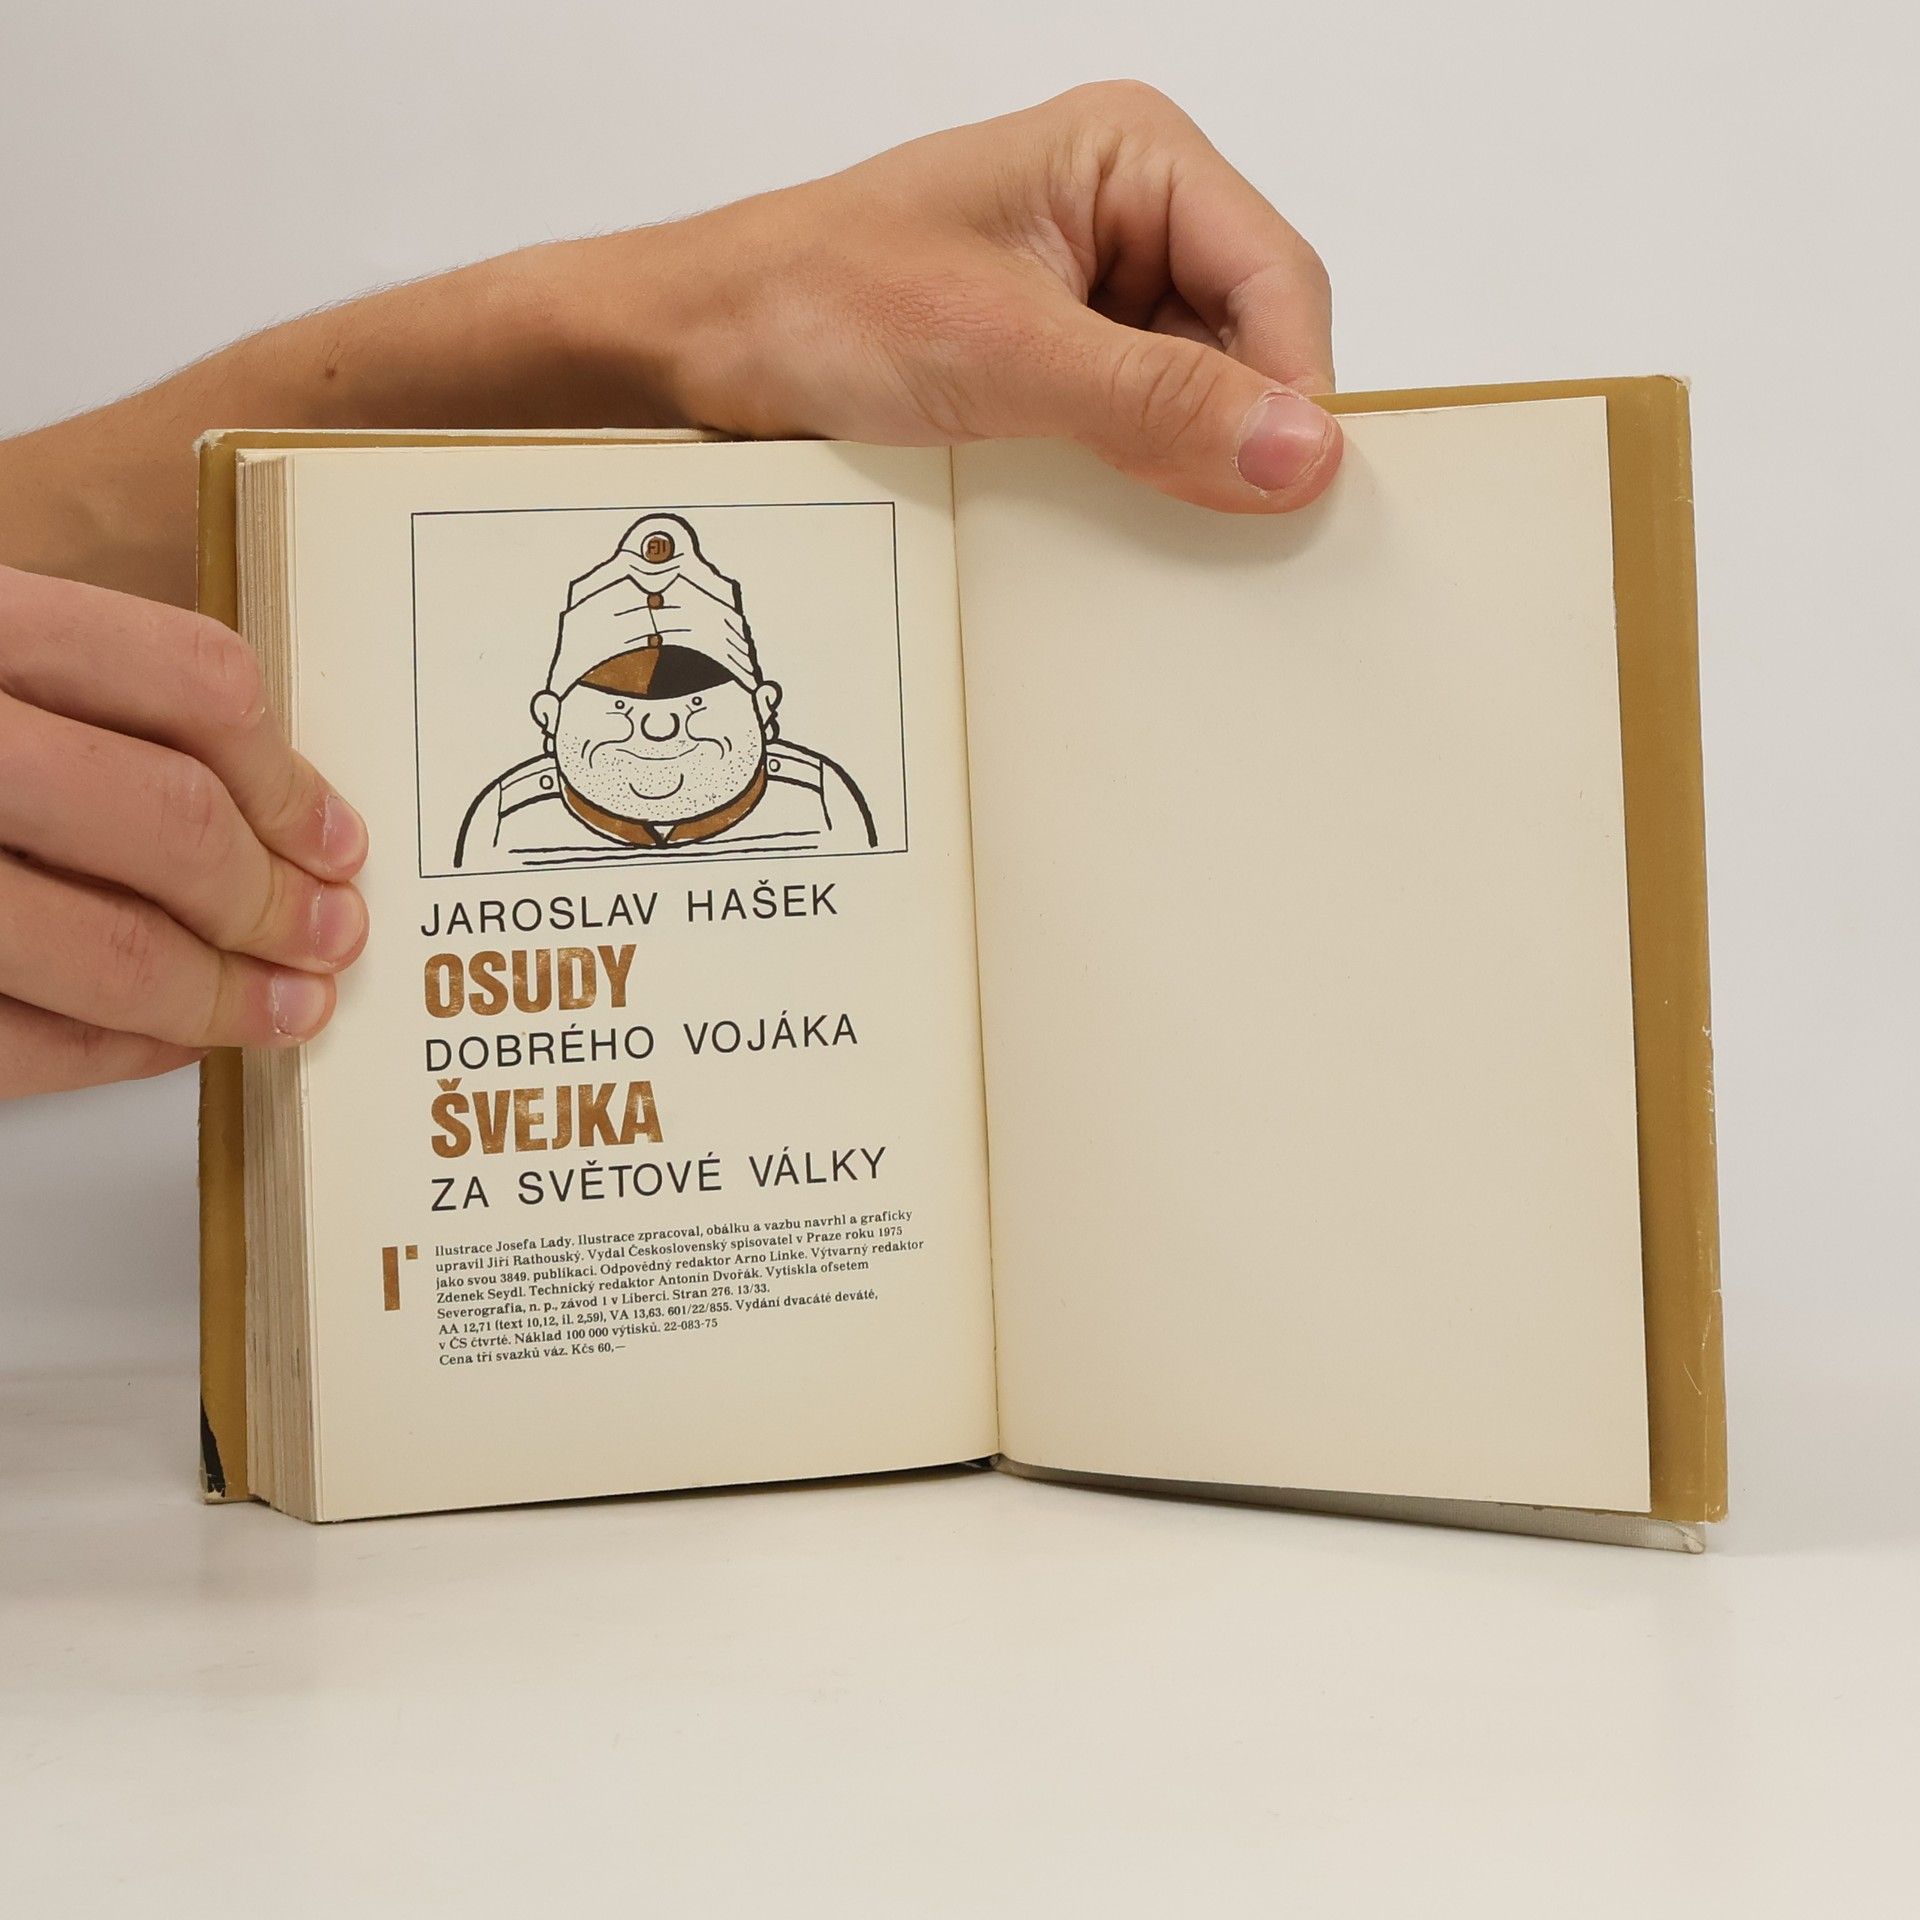 FJI
JAROSLAV HAŠEK
OSUDY
DOBRÉHO VOJÁKA
ŠVEJKA
ZA SVĚTOVÉ VÁLKY
Ilustrace Josefa Lady. Ilustrace zpracoval, obálku a vazbu navrhl a graficky
upravil Jiří Rathouský. Vydal Československý spisovatel v Praze roku 1975
jako svou 3849. publikaci. Odpovědný redaktor Arno Linke. Výtvarný redaktor
Zdenek Seydl. Technický redaktor Antonín Dvořák. Vytiskla ofsetem
Severografia, n. p., závod 1 v Liberci. Stran 276. 13/33.
AA 12,71 (text 10,12, il. 2,59), VA 13,63. 601/22/855. Vydání dvacáté deváté,
v ČS čtvrté. Náklad 100 000 výtisků. 22-083-75
Cena tří svazků váz. Kčs 60,—